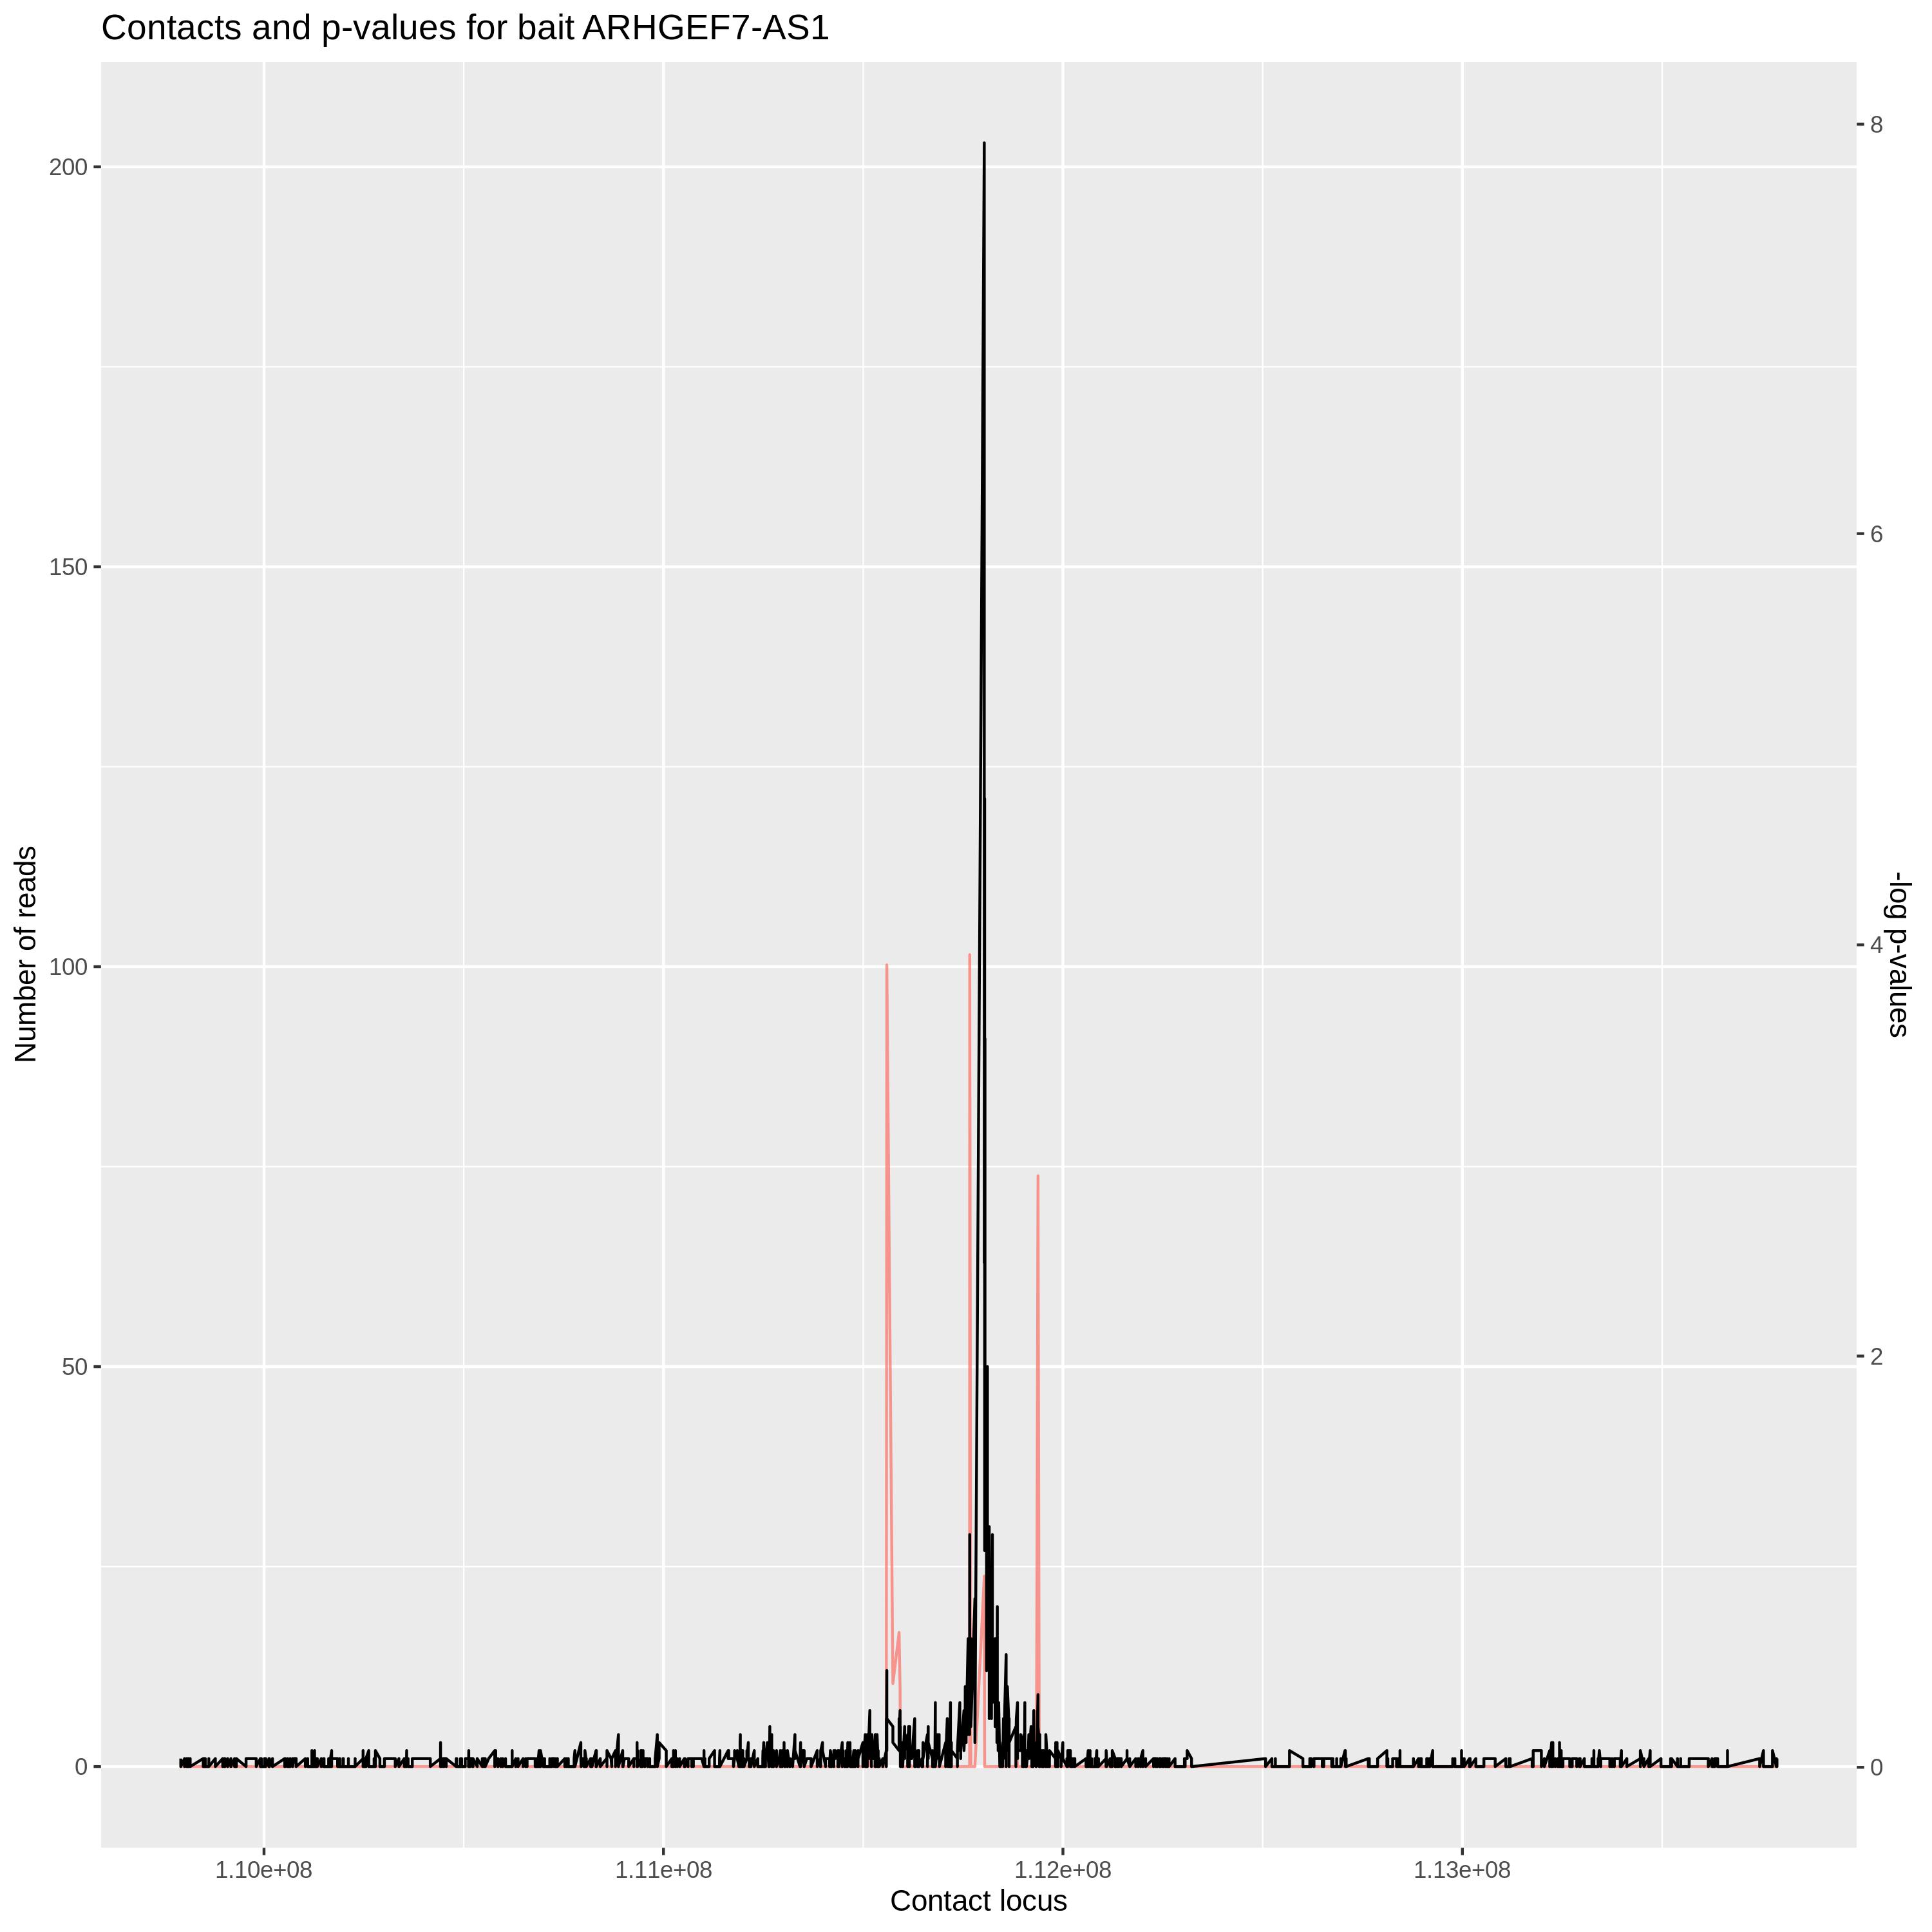 Contacts and p-values for bait ARHGEF7-AS1
200
150
100
50
0
Number of reads
8
6
4
2
0
-log p-values
1.10e+08
1.11e+08
1.12e+08
1.13e+08
Contact locus